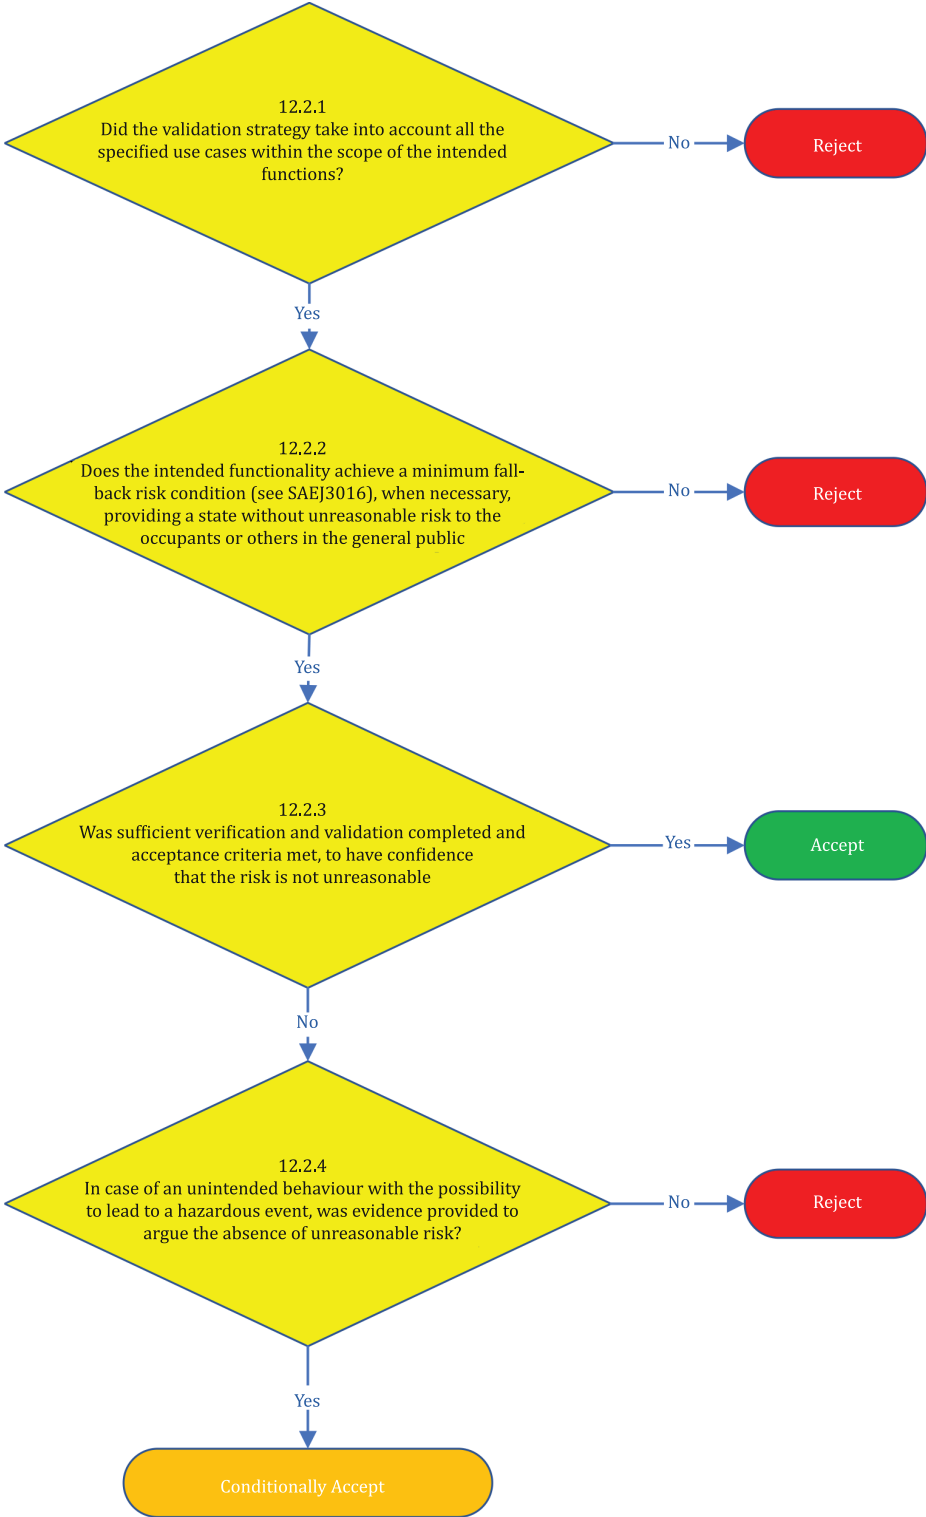 12.2.1
Did the validation strategy take into account all the
specified use cases within the scope of the intended
functions?
No
Reject
Yes
12.2.2
Does the intended functionality achieve a minimum fall-
back risk condition (see SAEJ3016), when necessary,
providing a state without unreasonable risk to the
occupants or others in the general public
No
Reject
Yes
12.2.3
Was sufficient verification and validation completed and
acceptance criteria met, to have confidence
that the risk is not unreasonable
Yes
Accept
No
12.2.4
In case of an unintended behaviour with the possibility
to lead to a hazardous event, was evidence provided to
argue the absence of unreasonable risk?
No
Reject
Yes
Conditionally Accept